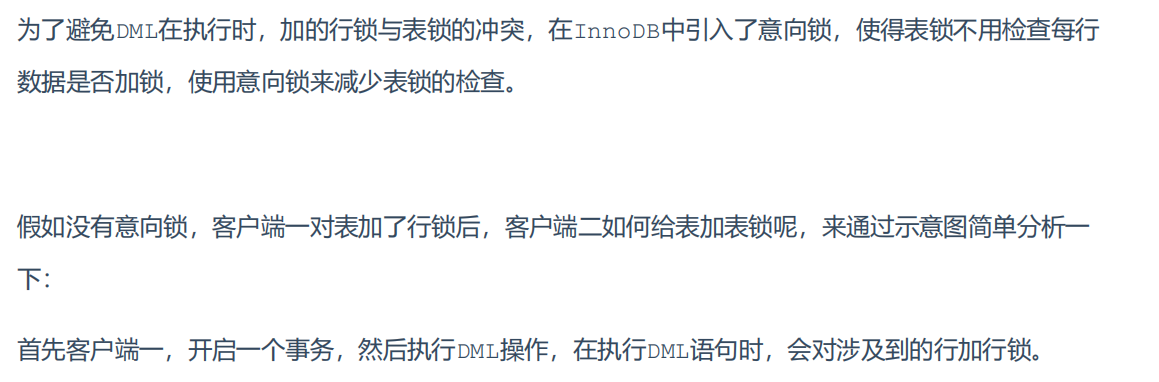 为了避免DML在执行时，加的行锁与表锁的冲突，在InnoDB中引入了意向锁，使得表锁不用检查每行
数据是否加锁，使用意向锁来减少表锁的检查。
假如没有意向锁，客户端一对表加了行锁后，客户端二如何给表加表锁呢，来通过示意图简单分析一
下：
首先客户端一，开启一个事务，然后执行DML操作，在执行DML语句时，会对涉及到的行加行锁。